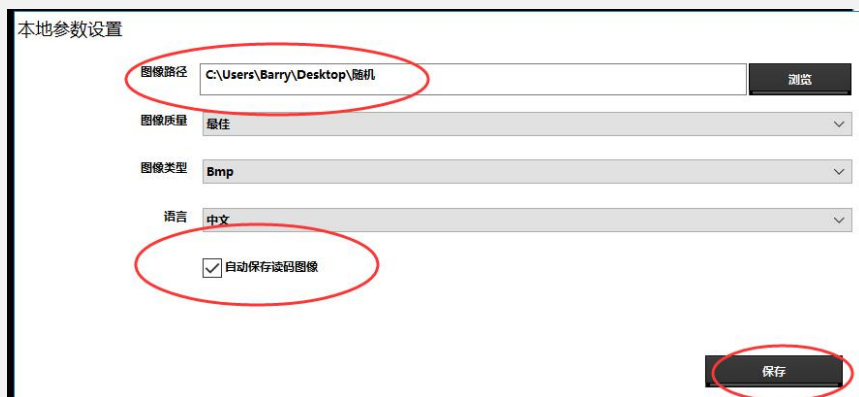 本地参数设置
图像路径 C:\Users\Barry\Desktop\随机 浏览
图像质量 最佳
图像类型 Bmp
语言 中文
自动保存读码图像
保存